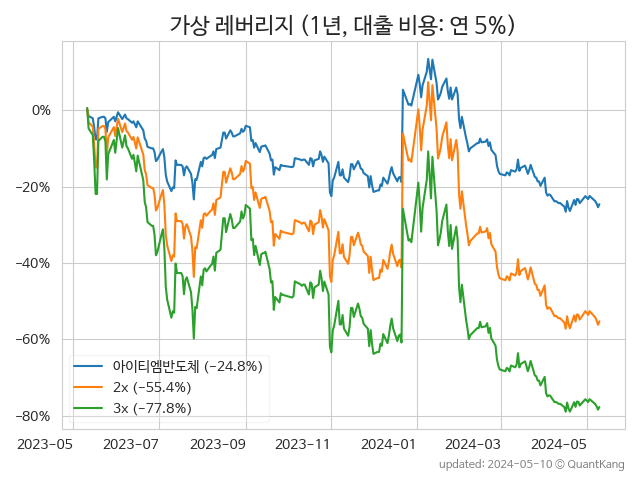 가상 레버리지 (1년, 대출 비용: 연 5%)
0%
−20%
−40%
−60%
−80%
아이티엠반도체 (−24.8%)
2x (−55.4%)
3x (−77.8%)
2023−05 2023−07 2023−09 2023−11 2024−01 2024−03 2024−05
updated: 2024−05−10 © QuantKang